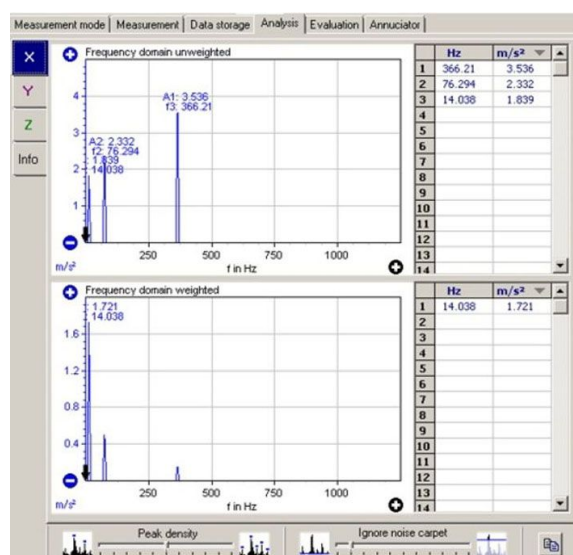 Measurement mode | Measurement | Data storage | Analysis | Evaluation | Annuciator |
X
Y
Z
Info
Frequency domain unweighted
4
3
2
1
A1: 3.536
f3: 366.21
A2: 2.332
f2: 76.294
: 1.839
: 14.038
250 500 750 1000
m/s² f in Hz
Hz m/s²
1 366.21 3.536
2 76.294 2.332
3 14.038 1.839
4
5
6
7
8
9
10
11
12
13
14
Frequency domain weighted
: 1.721
14.038
1.6
1.2
0.8
0.4
250 500 750 1000
m/s² f in Hz
Hz m/s²
1 14.038 1.721
2
3
4
5
6
7
8
9
10
11
12
13
14
Peak density Ignore noise carpet